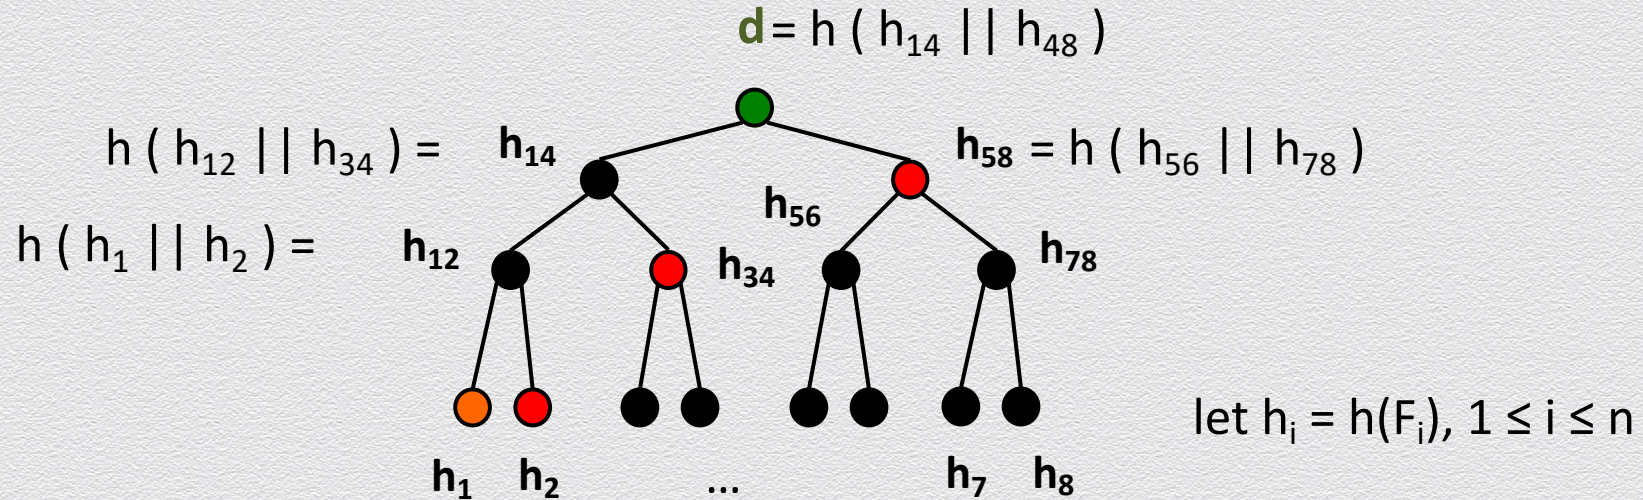 d = h ( h₁₄ || h₄₈ )
h ( h₁₂ || h₃₄ ) = h₁₄
h₅₈ = h ( h₅₆ || h₇₈ )
h₅₆
h ( h₁ || h₂ ) = h₁₂
h₃₄
h₇₈
let hᵢ = h(Fᵢ), 1 ≤ i ≤ n
h₁ h₂ ... h₇ h₈